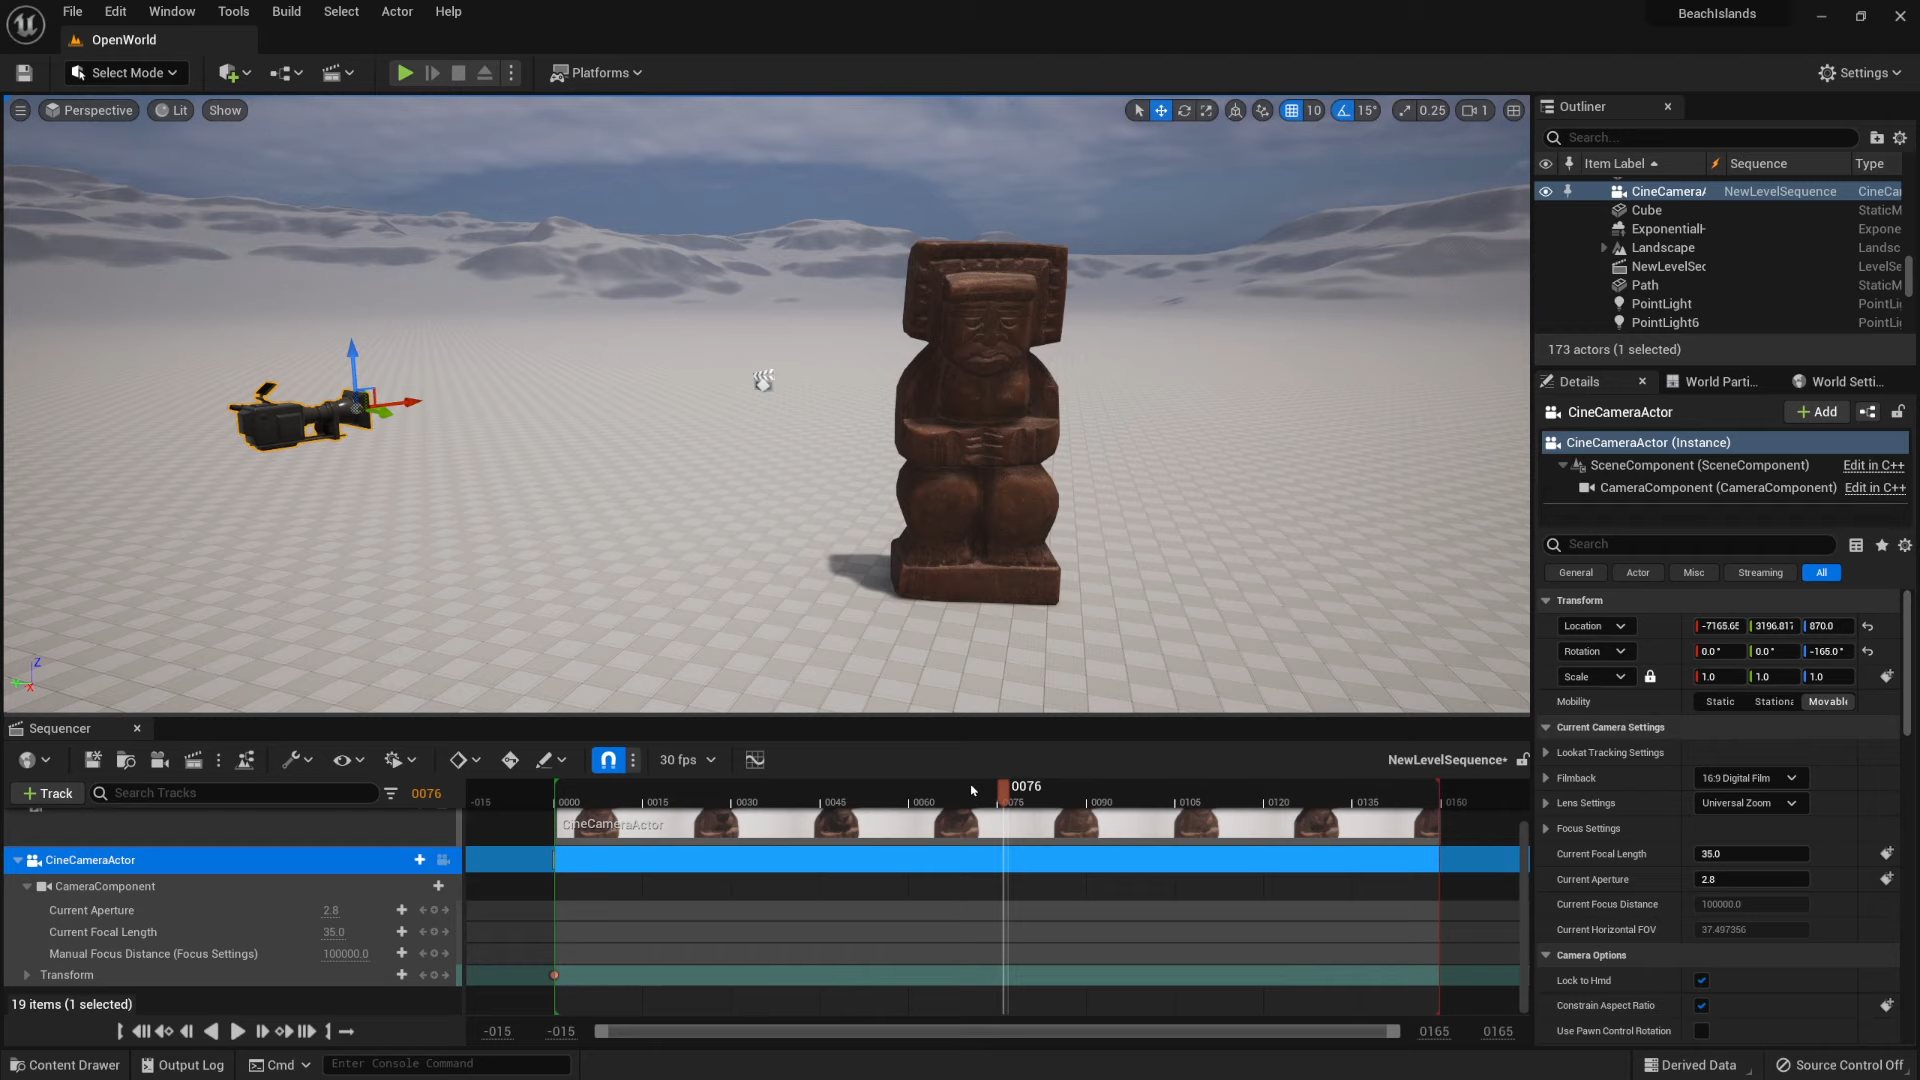 File Edit Window Tools Build Select Actor Help
BeachIslands
OpenWorld
Select Mode
Platforms
Settings
Perspective
Lit
Show
10
15°
0.25
1
Outliner
Search...
Item Label
Sequence
Type
CineCameraA
NewLevelSequence
CineCa
Cube
StaticM
ExponentialH
Expone
Landscape
Landsc
NewLevelSec
LevelSe
Path
StaticM
PointLight
PointLi
PointLight6
PointLi
173 actors (1 selected)
Details
World Parti...
World Setti...
CineCameraActor
Add
CineCameraActor (Instance)
SceneComponent (SceneComponent)
Edit in C++
CameraComponent (CameraComponent)
Edit in C++
Search
General
Actor
Misc
Streaming
All
Transform
Location
-7165.65
3196.817
870.0
Rotation
0.0°
0.0°
-165.0°
Scale
1.0
1.0
1.0
Mobility
Static
Stationa
Movable
Current Camera Settings
Lookat Tracking Settings
Filmback
16:9 Digital Film
Lens Settings
Universal Zoom
Focus Settings
Current Focal Length
35.0
Current Aperture
2.8
Current Focus Distance
100000.0
Current Horizontal FOV
37.497356
Camera Options
Lock to Hmd
Constrain Aspect Ratio
Use Pawn Control Rotation
Z
X
Sequencer
30 fps
NewLevelSequence*
Track
Search Tracks
0076
0076
-015
0000
0015
0030
0045
0060
0075
0090
0105
0120
0135
0150
CineCameraActor
CineCameraActor
CameraComponent
Current Aperture
2.8
Current Focal Length
35.0
Manual Focus Distance (Focus Settings)
100000.0
Transform
19 items (1 selected)
-015
-015
0165
0165
Content Drawer
Output Log
Cmd
Enter Console Command
Derived Data
Source Control Off